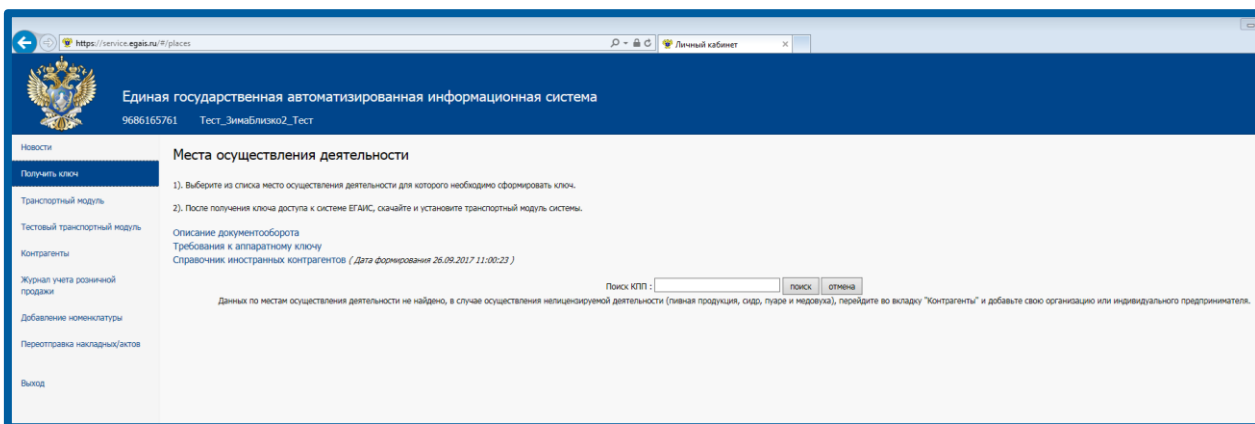 https://service.egais.ru/#/places
Личный кабинет
Единая государственная автоматизированная информационная система
9686165761 Тест_ЗимаБлизко2_Тест
Новости
Получить ключ
Транспортный модуль
Тестовый транспортный модуль
Контрагенты
Журнал учета розничной
продажи
Добавление номенклатуры
Переотправка накладных/актов
Выход
Места осуществления деятельности
1). Выберите из списка место осуществления деятельности для которого необходимо сформировать ключ.
2). После получения ключа доступа к системе ЕГАИС, скачайте и установите транспортный модуль системы.
Описание документооборота
Требования к аппаратному ключу
Справочник иностранных контрагентов ( Дата формирования 26.09.2017 11:00:23 )
Поиск КПП : поиск отмена
Данных по местам осуществления деятельности не найдено, в случае осуществления нелицензируемой деятельности (пивная продукция, сидр, пуаре и медовуха), перейдите во вкладку "Контрагенты" и добавьте свою организацию или индивидуального предпринимателя.